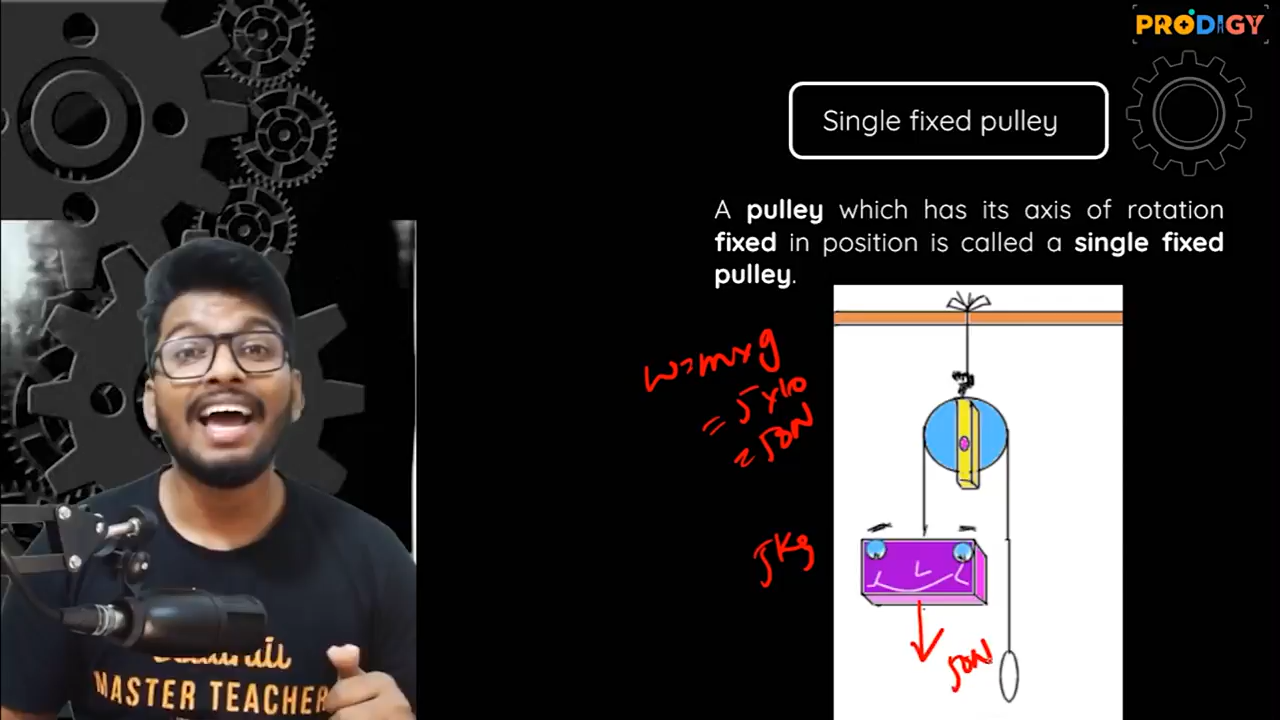 PRODIGY
Single fixed pulley
A pulley which has its axis of rotation
fixed in position is called a single fixed
pulley.
W=m×g
= 5×10
= 50N
5Kg
50N
MASTER TEACHER